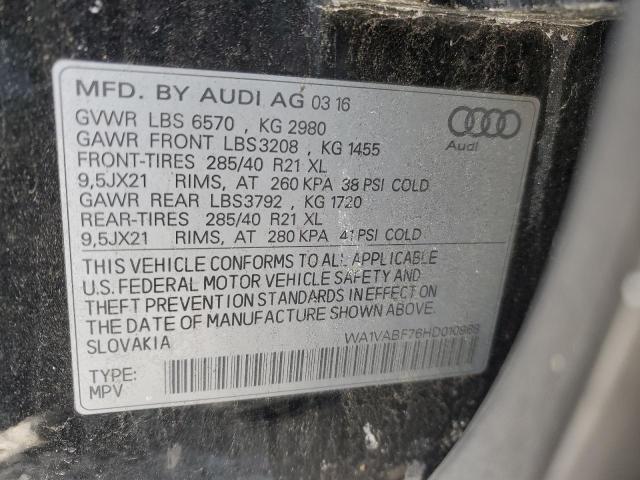 MFD. BY AUDI AG 03 16
GVWR LBS 6570 , KG 2980
GAWR FRONT LBS3208 , KG 1455
FRONT-TIRES 285/40 R21 XL
9,5JX21 RIMS, AT 260 KPA 38 PSI COLD
GAWR REAR LBS3792 , KG 1720
REAR-TIRES 285/40 R21 XL
9,5JX21 RIMS, AT 280 KPA 41 PSI COLD
Audi
THIS VEHICLE CONFORMS TO ALL APPLICABLE
U.S. FEDERAL MOTOR VEHICLE SAFETY AND
THEFT PREVENTION STANDARDS IN EFFECT ON
THE DATE OF MANUFACTURE SHOWN ABOVE.
SLOVAKIA
WA1VABF76HD010968
TYPE:
MPV